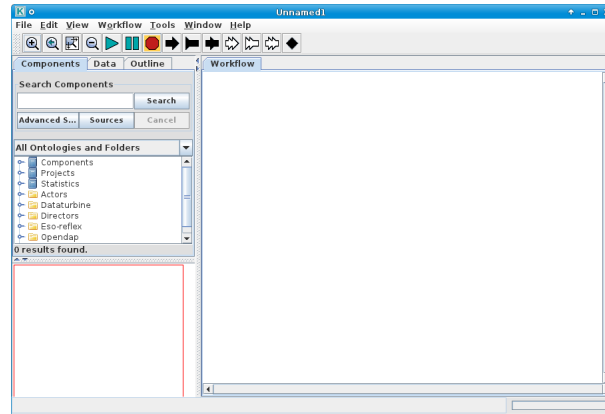 Unnamed1
File Edit View Workflow Tools Window Help
Components Data Outline
Workflow
Search Components
Search
Advanced S... Sources Cancel
All Ontologies and Folders
Components
Projects
Statistics
Actors
Dataturbine
Directors
Eso-reflex
Opendap
0 results found.